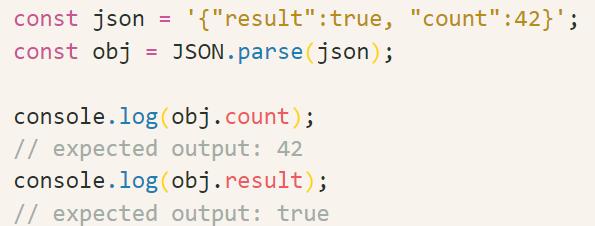 const json = '{"result":true, "count":42}';
const obj = JSON.parse(json);
console.log(obj.count);
// expected output: 42
console.log(obj.result);
// expected output: true